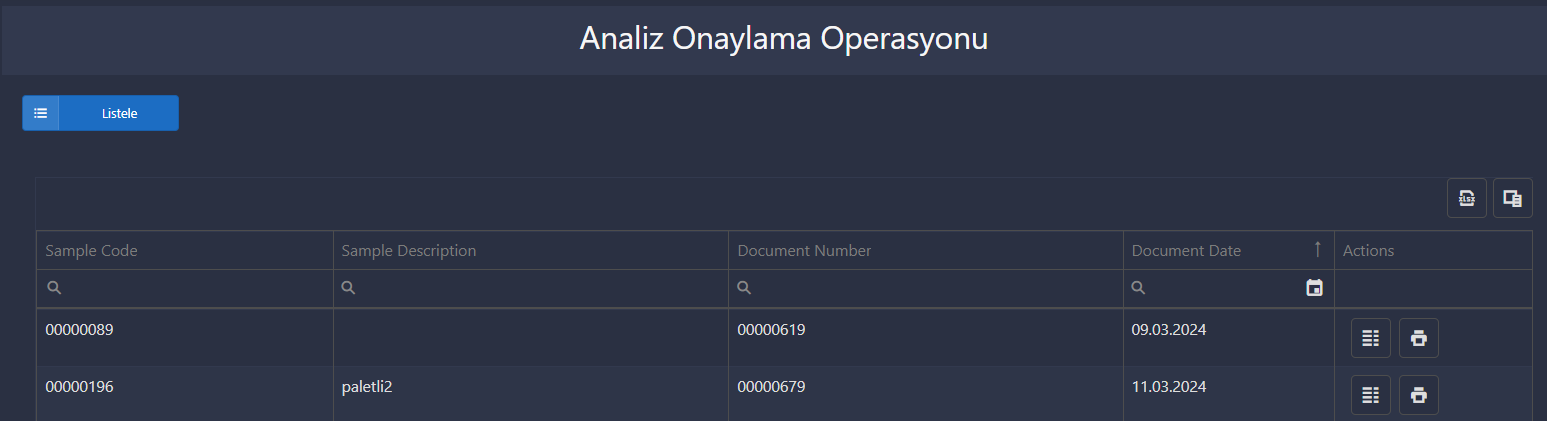 Analiz Onaylama Operasyonu
Listele
xlsx
Sample Code Sample Description Document Number Document Date Actions
00000089 00000619 09.03.2024
00000196 paletli2 00000679 11.03.2024